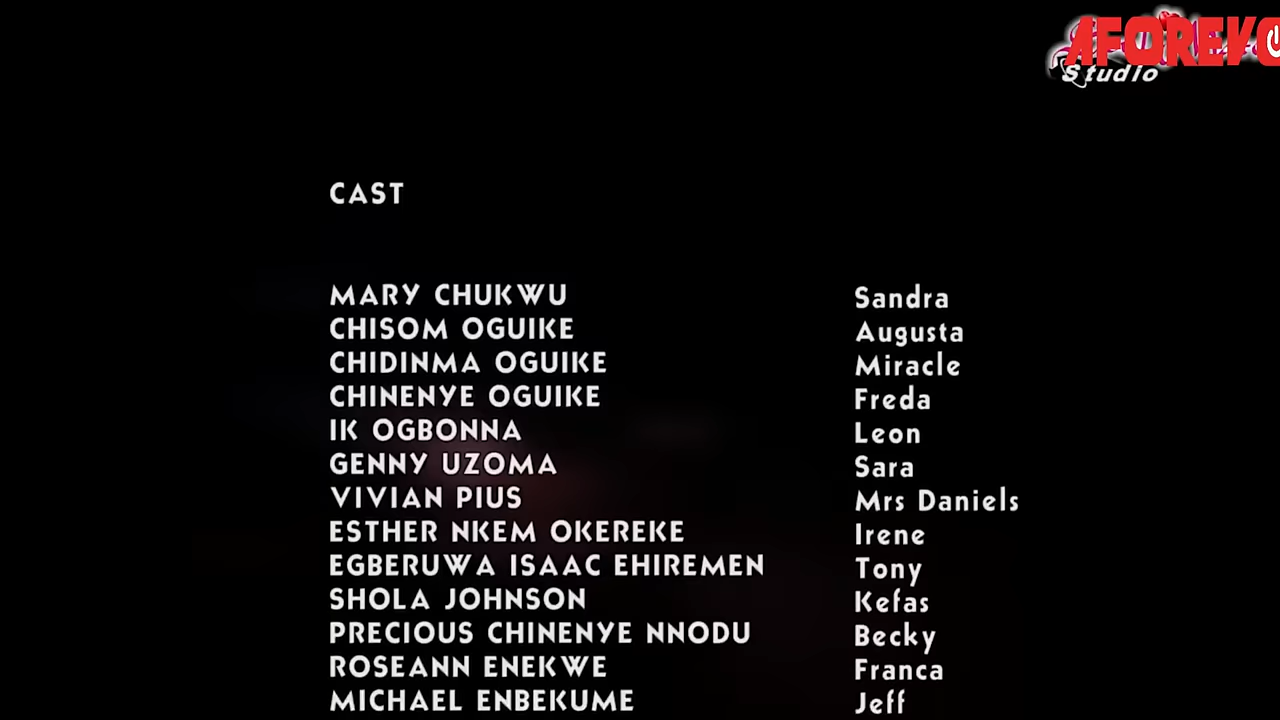 AFOREVO
Studio
CAST
MARY CHUKWU Sandra
CHISOM OGUIKE Augusta
CHIDINMA OGUIKE Miracle
CHINENYE OGUIKE Freda
IK OGBONNA Leon
GENNY UZOMA Sara
VIVIAN PIUS Mrs Daniels
ESTHER NKEM OKEREKE Irene
EGBERUWA ISAAC EHIREMEN Tony
SHOLA JOHNSON Kefas
PRECIOUS CHINENYE NNODU Becky
ROSEANN ENEKWE Franca
MICHAEL ENBEKUME Jeff